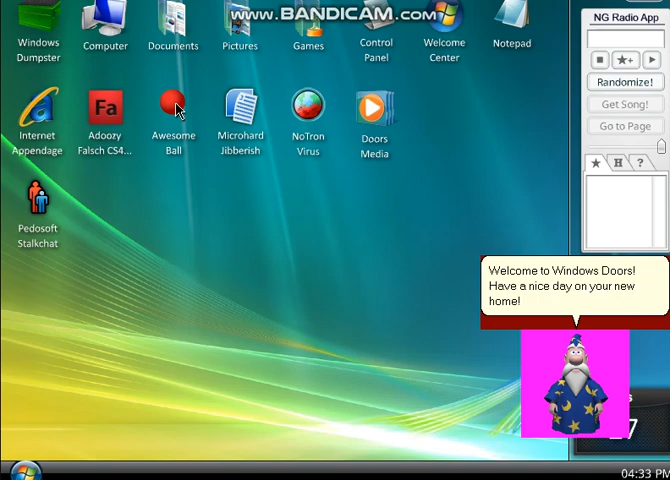 www.BANDICAM.com
NG Radio App
Windows Dumpster
Computer
Documents
Pictures
Games
Control Panel
Welcome Center
Notepad
Randomize!
Get Song!
Go to Page
H ?
Internet Appendage
Adoozy Falsch CS4...
Awesome Ball
Microhard Jibberish
NoTron Virus
Doors Media
Fa
Pedosoft Stalkchat
Welcome to Windows Doors!
Have a nice day on your new
home!
04:33 PM